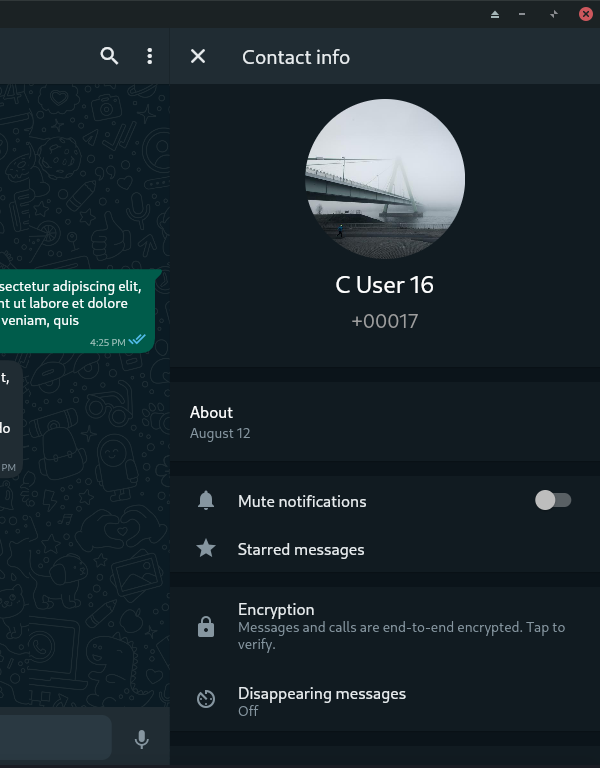 Contact info
sectetur adipiscing elit,
nt ut labore et dolore
veniam, quis
4:25 PM
t,
lo
PM
C User 16
+00017
About
August 12
Mute notifications
Starred messages
Encryption
Messages and calls are end-to-end encrypted. Tap to
verify.
Disappearing messages
Off